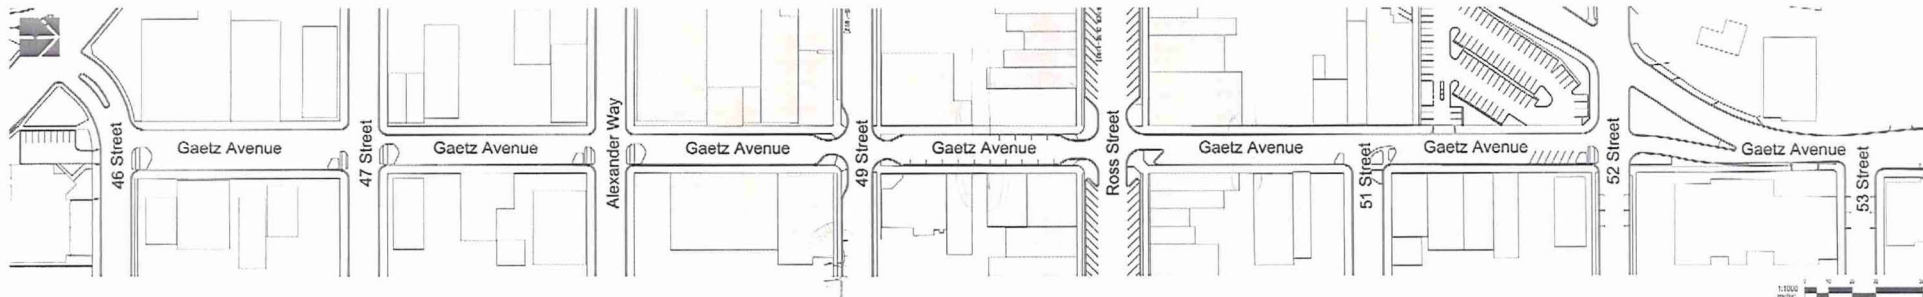 46 Street
Gaetz Avenue
47 Street
Gaetz Avenue
Alexander Way
Gaetz Avenue
49 Street
Gaetz Avenue
Ross Street
Gaetz Avenue
51 Street
Gaetz Avenue
52 Street
Gaetz Avenue
53 Street
1:1000